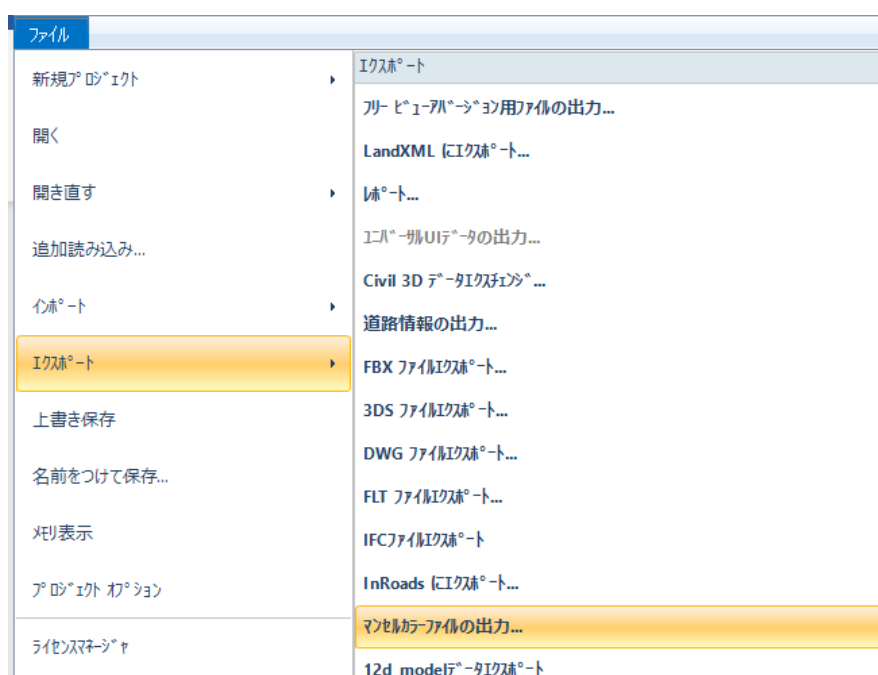 ファイル
新規ﾌﾟﾛｼﾞｪｸﾄ
開く
開き直す
追加読み込み...
ｲﾝﾎﾟｰﾄ
ｴｸｽﾎﾟｰﾄ
上書き保存
名前をつけて保存...
ﾒﾓﾘ表示
ﾌﾟﾛｼﾞｪｸﾄ ｵﾌﾟｼｮﾝ
ﾗｲｾﾝｽﾏﾈｰｼﾞｬ
ｴｸｽﾎﾟｰﾄ
ﾌﾘｰ ﾋﾞｭｰｱﾊﾞｰｼﾞｮﾝ用ﾌｧｲﾙの出力...
LandXML にｴｸｽﾎﾟｰﾄ...
ﾚﾎﾟｰﾄ...
ﾕﾆﾊﾞｰｻﾙUIﾃﾞｰﾀの出力...
Civil 3D ﾃﾞｰﾀｴｸｽﾁｪﾝｼﾞ...
道路情報の出力...
FBX ﾌｧｲﾙｴｸｽﾎﾟｰﾄ...
3DS ﾌｧｲﾙｴｸｽﾎﾟｰﾄ...
DWG ﾌｧｲﾙｴｸｽﾎﾟｰﾄ...
FLT ﾌｧｲﾙｴｸｽﾎﾟｰﾄ...
IFCﾌｧｲﾙｴｸｽﾎﾟｰﾄ
InRoads にｴｸｽﾎﾟｰﾄ...
ﾏﾝｾﾙｶﾗｰﾌｧｲﾙの出力...
12d modelﾃﾞｰﾀｴｸｽﾎﾟｰﾄ